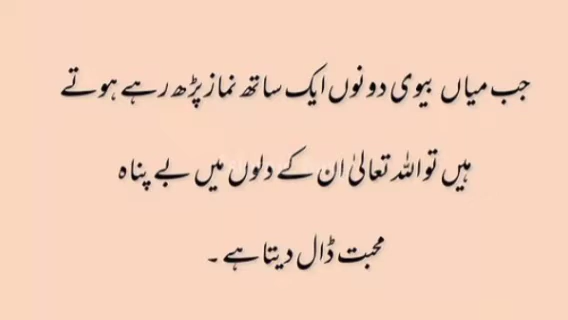 جب میاں بیوی دونوں ایک ساتھ نماز پڑھ رہے ہوتے
ہیں تو اللہ تعالیٰ ان کے دلوں میں بے پناہ
محبت ڈال دیتا ہے ۔